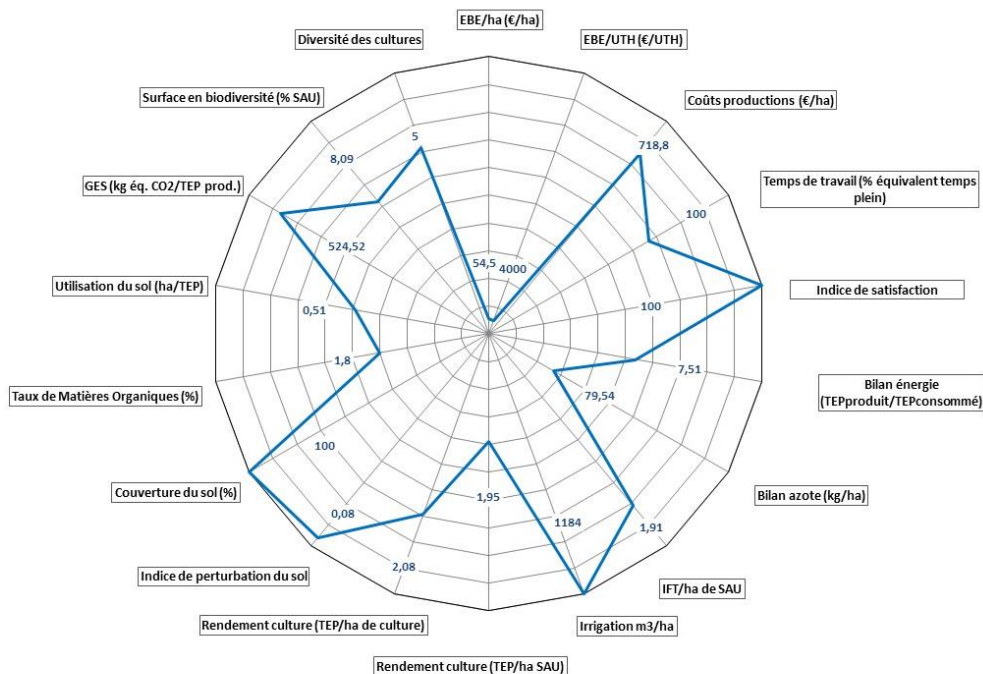 EBE/ha (€/ha)
Diversité des cultures
EBE/UTH (€/UTH)
Surface en biodiversité (% SAU)
Coûts productions (€/ha)
5
718,8
8,09
GES (kg éq. CO2/TEP prod.)
Temps de travail (% équivalent temps
plein)
100
524,52
54,5
4000
Utilisation du sol (ha/TEP)
Indice de satisfaction
0,51
100
1,8
7,51
Taux de Matières Organiques (%)
Bilan énergie
(TEPproduit/TEPconsommé)
79,54
100
Couverture du sol (%)
Bilan azote (kg/ha)
1,95
0,08
1184
1,91
Indice de perturbation du sol
2,08
IFT/ha de SAU
Rendement culture (TEP/ha de culture)
Irrigation m3/ha
Rendement culture (TEP/ha SAU)